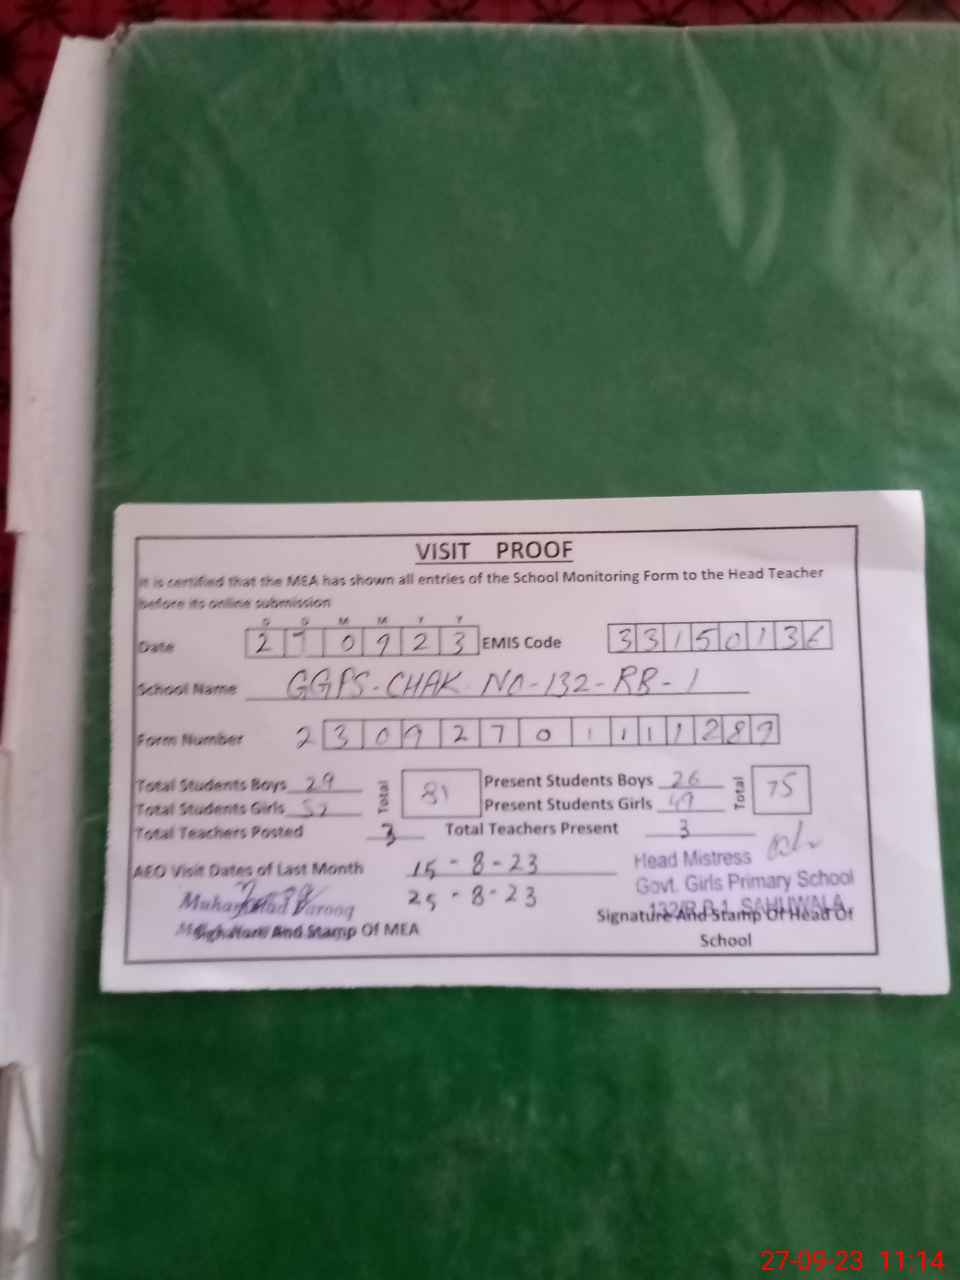 VISIT PROOF
It is certified that the MEA has shown all entries of the School Monitoring Form to the Head Teacher
before its online submission
D D M M Y Y
Date 2 7 0 9 2 3 EMIS Code 3 3 1 5 0 1 3 6
School Name GGPS-CHAK NO-132-RB-1
Form Number 2 3 0 9 2 7 0 1 1 1 1 2 8 7
Total Students Boys 29 Total 81 Present Students Boys 26 Total 75
Total Students Girls 52 Present Students Girls 49
Total Teachers Posted 3 Total Teachers Present 3
AEO Visit Dates of Last Month 15-8-23
25-8-23
Head Mistress
Govt. Girls Primary School
132/R.B-1, SAHUWALA
Muhammad Farooq
Signature And Stamp Of MEA
Signature And Stamp Of Head Of
School
27-09-23 11:14